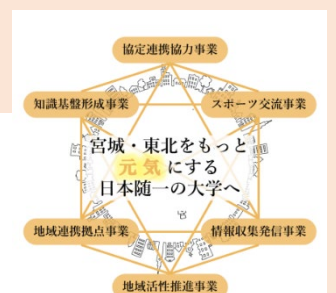 協定連携協力事業
知識基盤形成事業
スポーツ交流事業
宮城・東北をもっと
元気にする
日本随一の大学へ
地域連携拠点事業
情報収集発信事業
地域活性推進事業